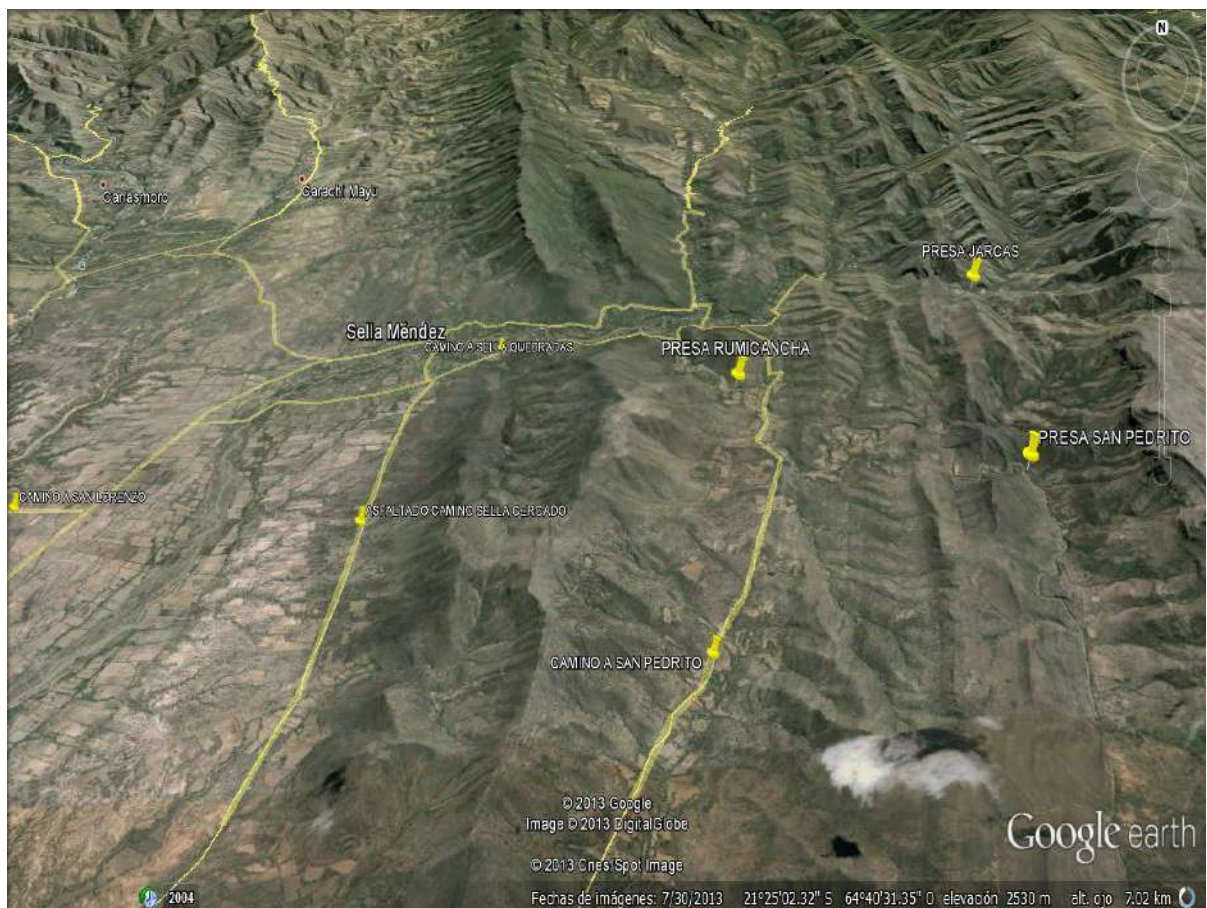 N
Canasmoro
Carachi Mayu
PRESA JARCAS
Sella Méndez
CAMINO A SELLA QUEBRADAS
PRESA RUMICANCHA
PRESA SAN PEDRITO
CAMINO A SAN LORENZO
ASFALTADO CAMINO SELLA CERCADO
CAMINO A SAN PEDRITO
© 2013 Google
Image © 2013 DigitalGlobe
© 2013 Cnes/Spot Image
Google earth
2004
Fechas de imágenes: 7/30/2013 21°25'02.32" S 64°40'31.35" O elevación 2530 m alt. ojo 7.02 km